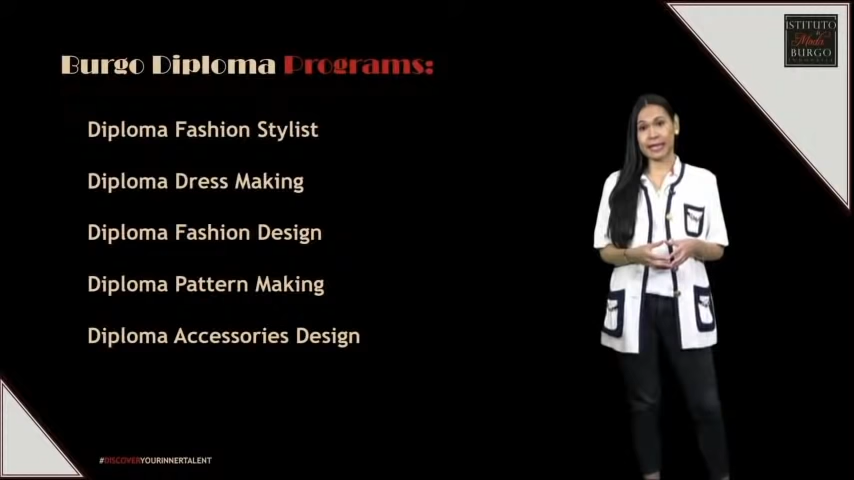 Burgo Diploma Programs:
ISTITUTO
di
Moda
BURGO
Diploma Fashion Stylist
Diploma Dress Making
Diploma Fashion Design
Diploma Pattern Making
Diploma Accessories Design
#DISCOVERYOURINNERTALENT